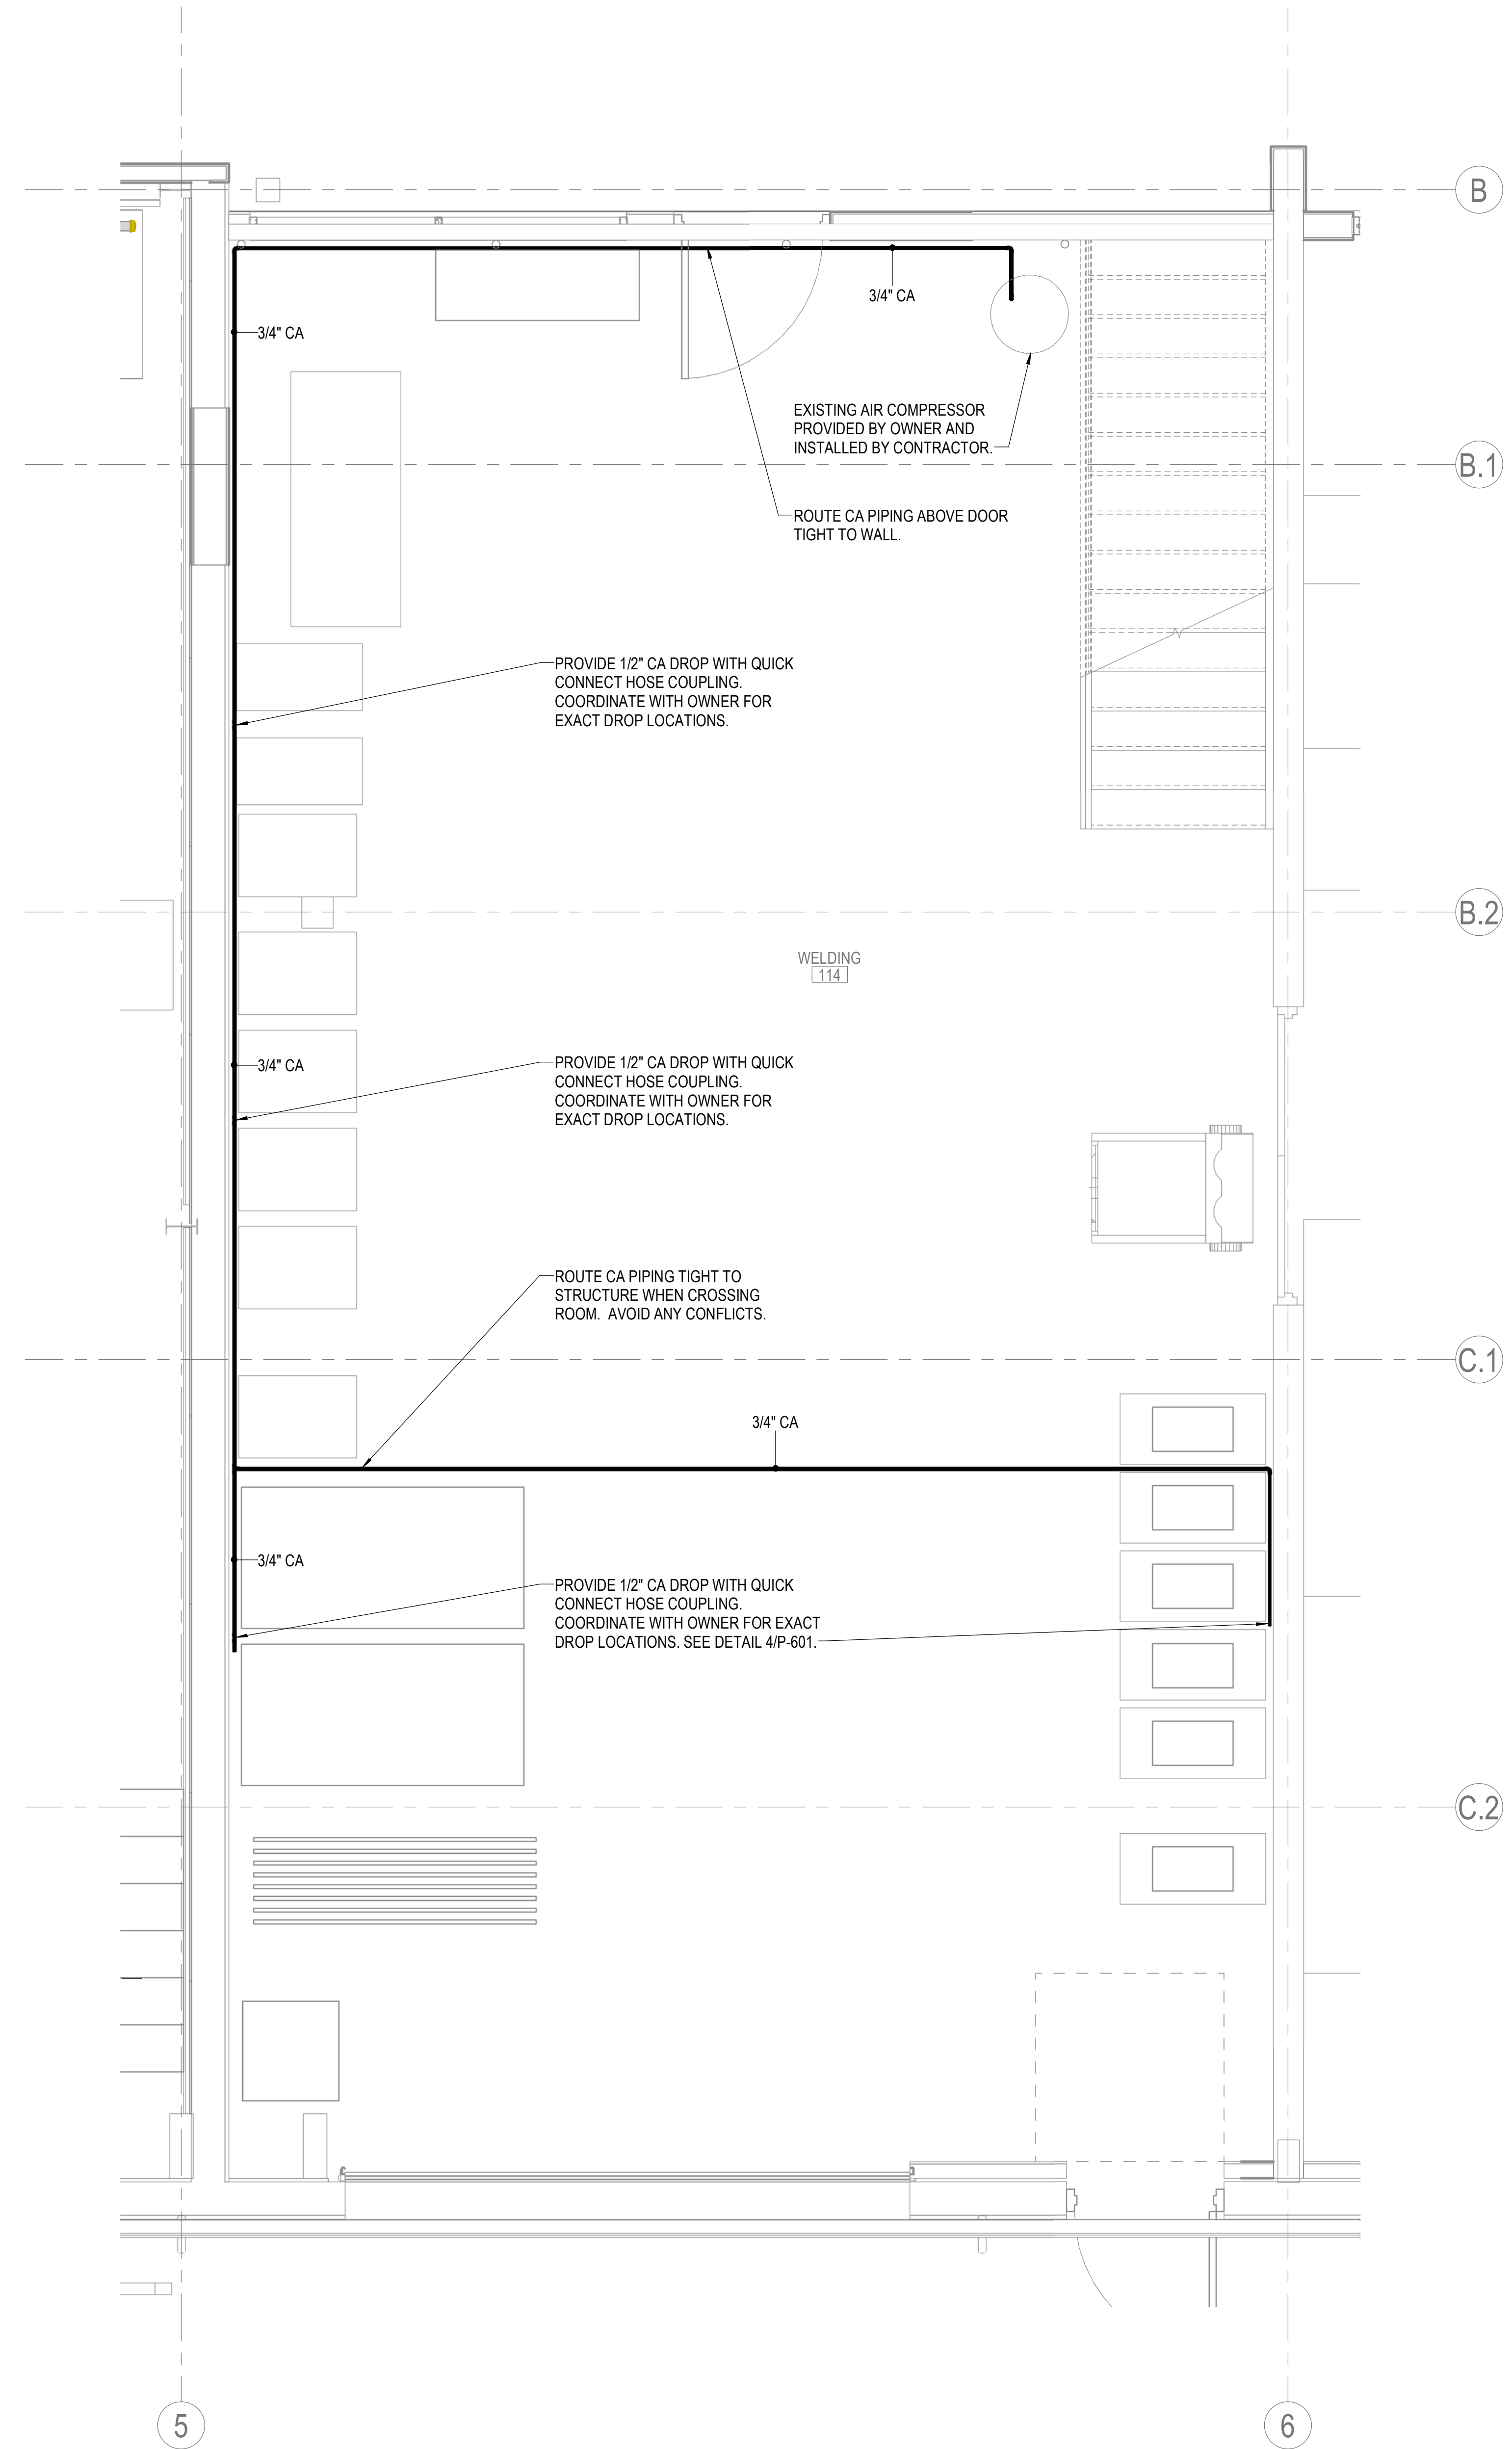 B
3/4" CA
3/4" CA
EXISTING AIR COMPRESSOR
PROVIDED BY OWNER AND
INSTALLED BY CONTRACTOR.
B.1
ROUTE CA PIPING ABOVE DOOR
TIGHT TO WALL.
PROVIDE 1/2" CA DROP WITH QUICK
CONNECT HOSE COUPLING.
COORDINATE WITH OWNER FOR
EXACT DROP LOCATIONS.
B.2
WELDING
114
3/4" CA
PROVIDE 1/2" CA DROP WITH QUICK
CONNECT HOSE COUPLING.
COORDINATE WITH OWNER FOR
EXACT DROP LOCATIONS.
ROUTE CA PIPING TIGHT TO
STRUCTURE WHEN CROSSING
ROOM. AVOID ANY CONFLICTS.
C.1
3/4" CA
3/4" CA
PROVIDE 1/2" CA DROP WITH QUICK
CONNECT HOSE COUPLING.
COORDINATE WITH OWNER FOR EXACT
DROP LOCATIONS. SEE DETAIL 4/P-601.
C.2
5
6